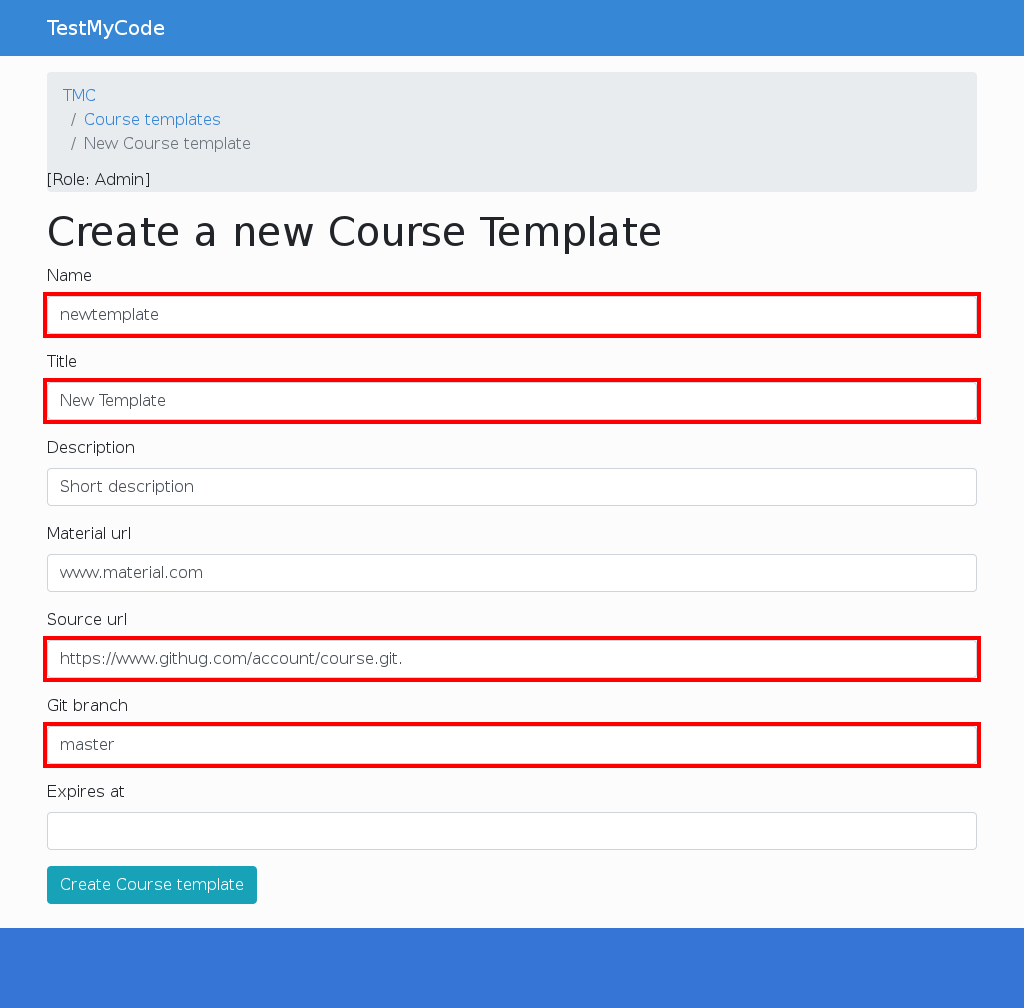 TestMyCode
TMC
/ Course templates
/ New Course template
[Role: Admin]
Create a new Course Template
Name
newtemplate
Title
New Template
Description
Short description
Material url
www.material.com
Source url
https://www.githug.com/account/course.git.
Git branch
master
Expires at
Create Course template